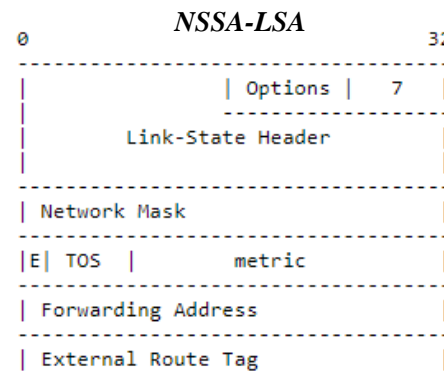 NSSA-LSA
0 32
| Options | 7
Link-State Header
| Network Mask
|E| TOS | metric
| Forwarding Address
| External Route Tag